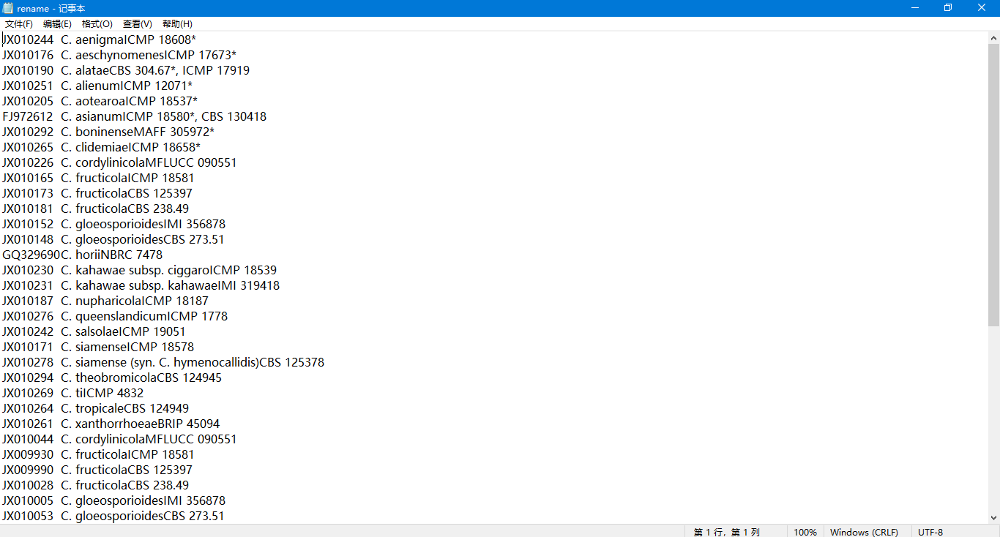 rename - 记事本
文件(F) 编辑(E) 格式(O) 查看(V) 帮助(H)
JX010244 C. aenigmaICMP 18608*
JX010176 C. aeschynomenesICMP 17673*
JX010190 C. alataeCBS 304.67*, ICMP 17919
JX010251 C. alienumICMP 12071*
JX010205 C. aotearoaICMP 18537*
FJ972612 C. asianumICMP 18580*, CBS 130418
JX010292 C. boninenseMAFF 305972*
JX010265 C. clidemiaeICMP 18658*
JX010226 C. cordylinicolaMFLUCC 090551
JX010165 C. fructicolaICMP 18581
JX010173 C. fructicolaCBS 125397
JX010181 C. fructicolaCBS 238.49
JX010152 C. gloeosporioidesIMI 356878
JX010148 C. gloeosporioidesCBS 273.51
GQ329690 C. horiiNBRC 7478
JX010230 C. kahawae subsp. ciggaroICMP 18539
JX010231 C. kahawae subsp. kahawaeIMI 319418
JX010187 C. nupharicolaICMP 18187
JX010276 C. queenslandicumICMP 1778
JX010242 C. salsolaeICMP 19051
JX010171 C. siamenseICMP 18578
JX010278 C. siamense (syn. C. hymenocallidis)CBS 125378
JX010294 C. theobromicolaCBS 124945
JX010269 C. tiICMP 4832
JX010264 C. tropicaleCBS 124949
JX010261 C. xanthorrhoeaeBRIP 45094
JX010044 C. cordylinicolaMFLUCC 090551
JX009930 C. fructicolaICMP 18581
JX009990 C. fructicolaCBS 125397
JX010028 C. fructicolaCBS 238.49
JX010005 C. gloeosporioidesIMI 356878
JX010053 C. gloeosporioidesCBS 273.51
第 1 行，第 1 列 100% Windows (CRLF) UTF-8